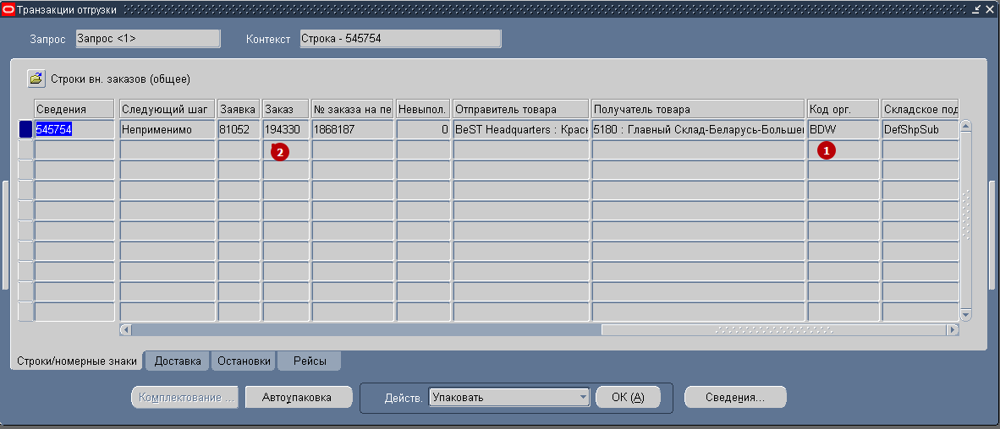 Транзакции отгрузки
Запрос Запрос <1> Контекст Строка - 545754
Строки вн. заказов (общее)
Сведения Следующий шаг Заявка Заказ № заказа на пе Невыпол. Отправитель товара Получатель товара Код орг. Складское под
545754 Неприменимо 81052 194330 1868187 0 BeST Headquarters : Красн 5180 : Главный Склад-Беларусь-Большеи BDW DefShpSub
2 1
Строки/номерные знаки Доставка Остановки Рейсы
Комплектование ... Автоупаковка Действ. Упаковать ОК (А) Сведения...